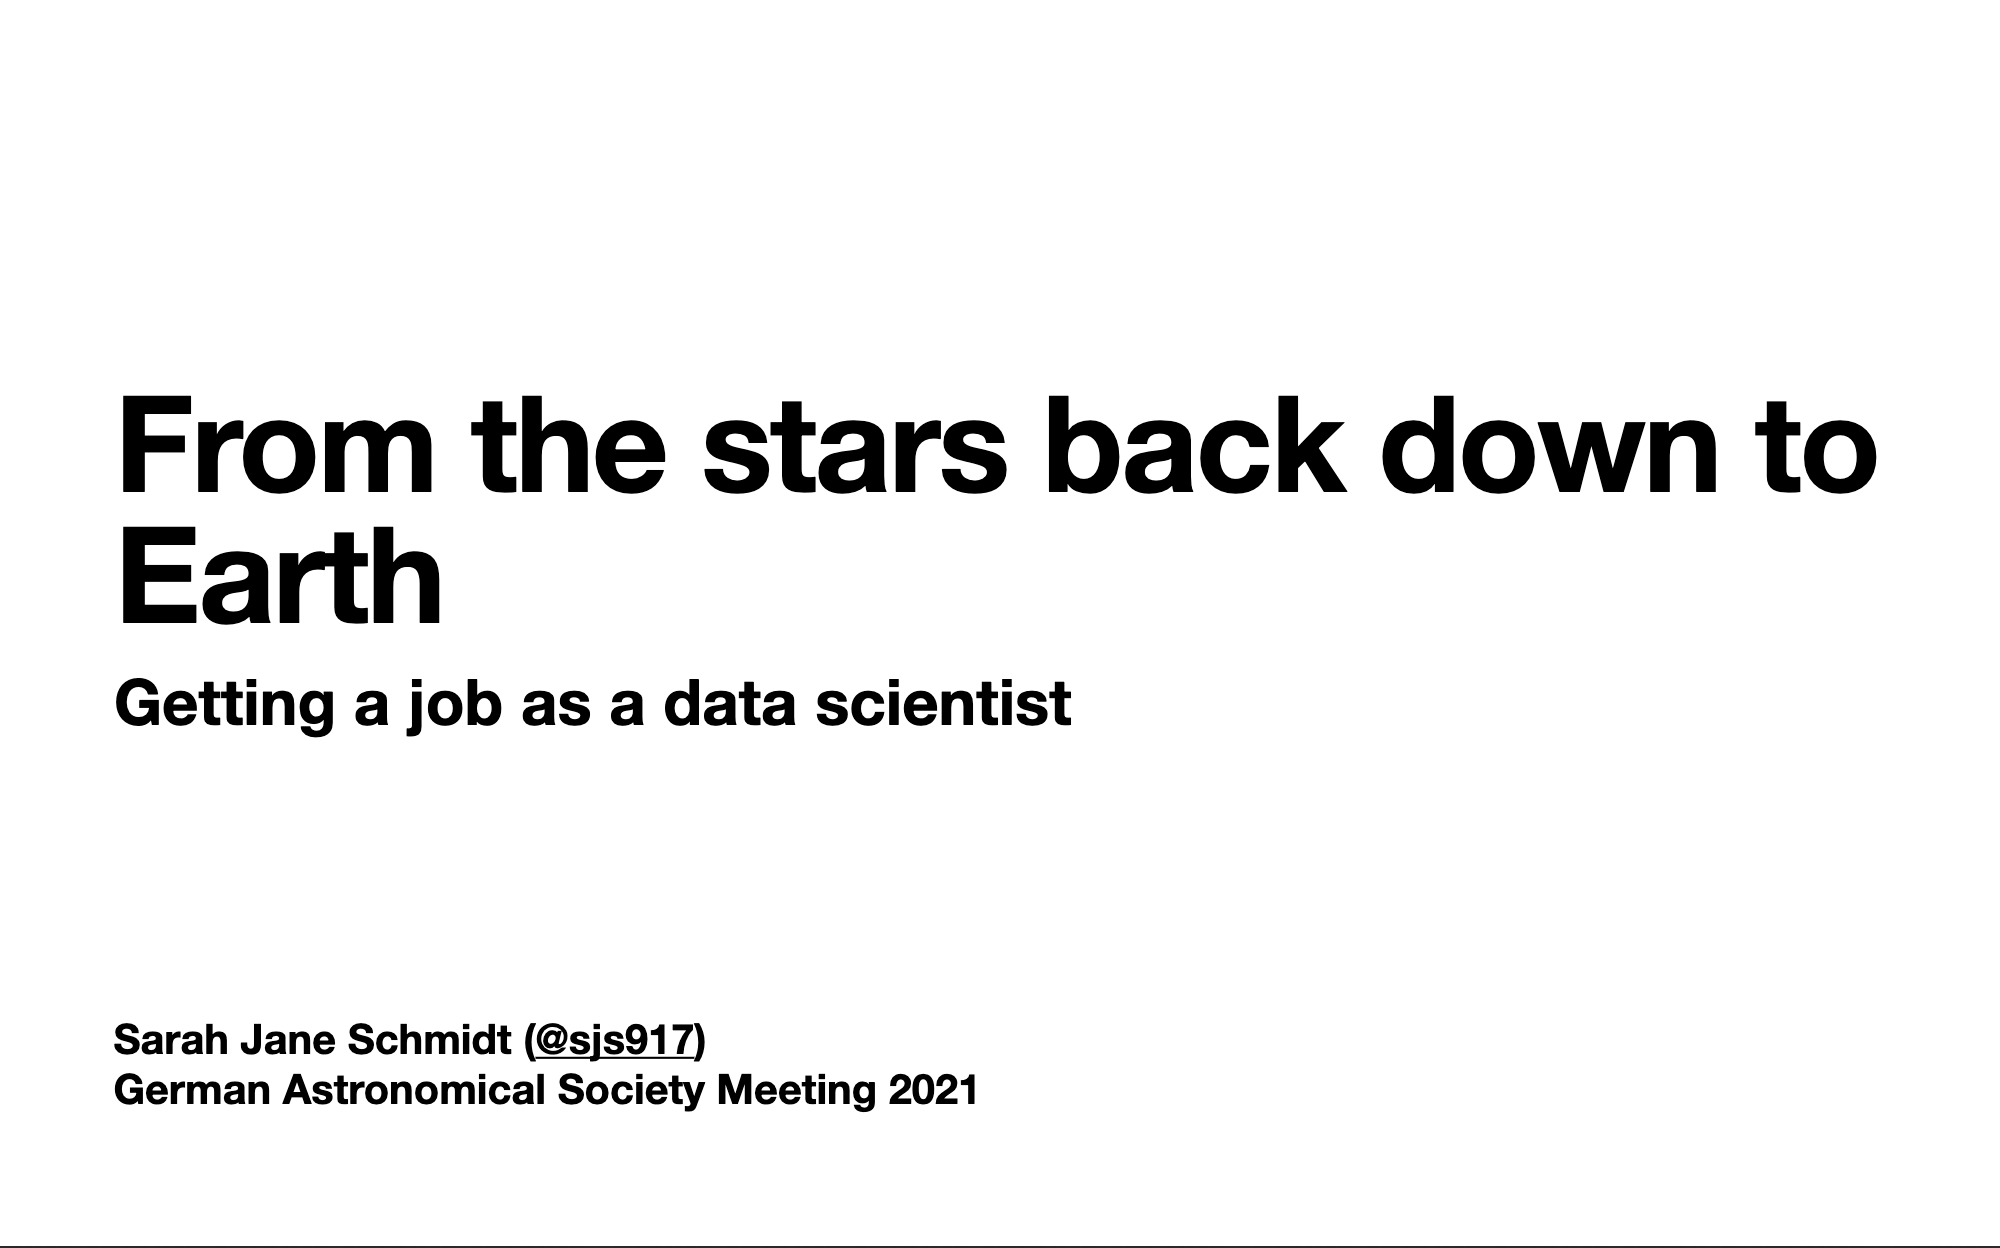 From the stars back down to
Earth
Getting a job as a data scientist
Sarah Jane Schmidt (@sjs917)
German Astronomical Society Meeting 2021